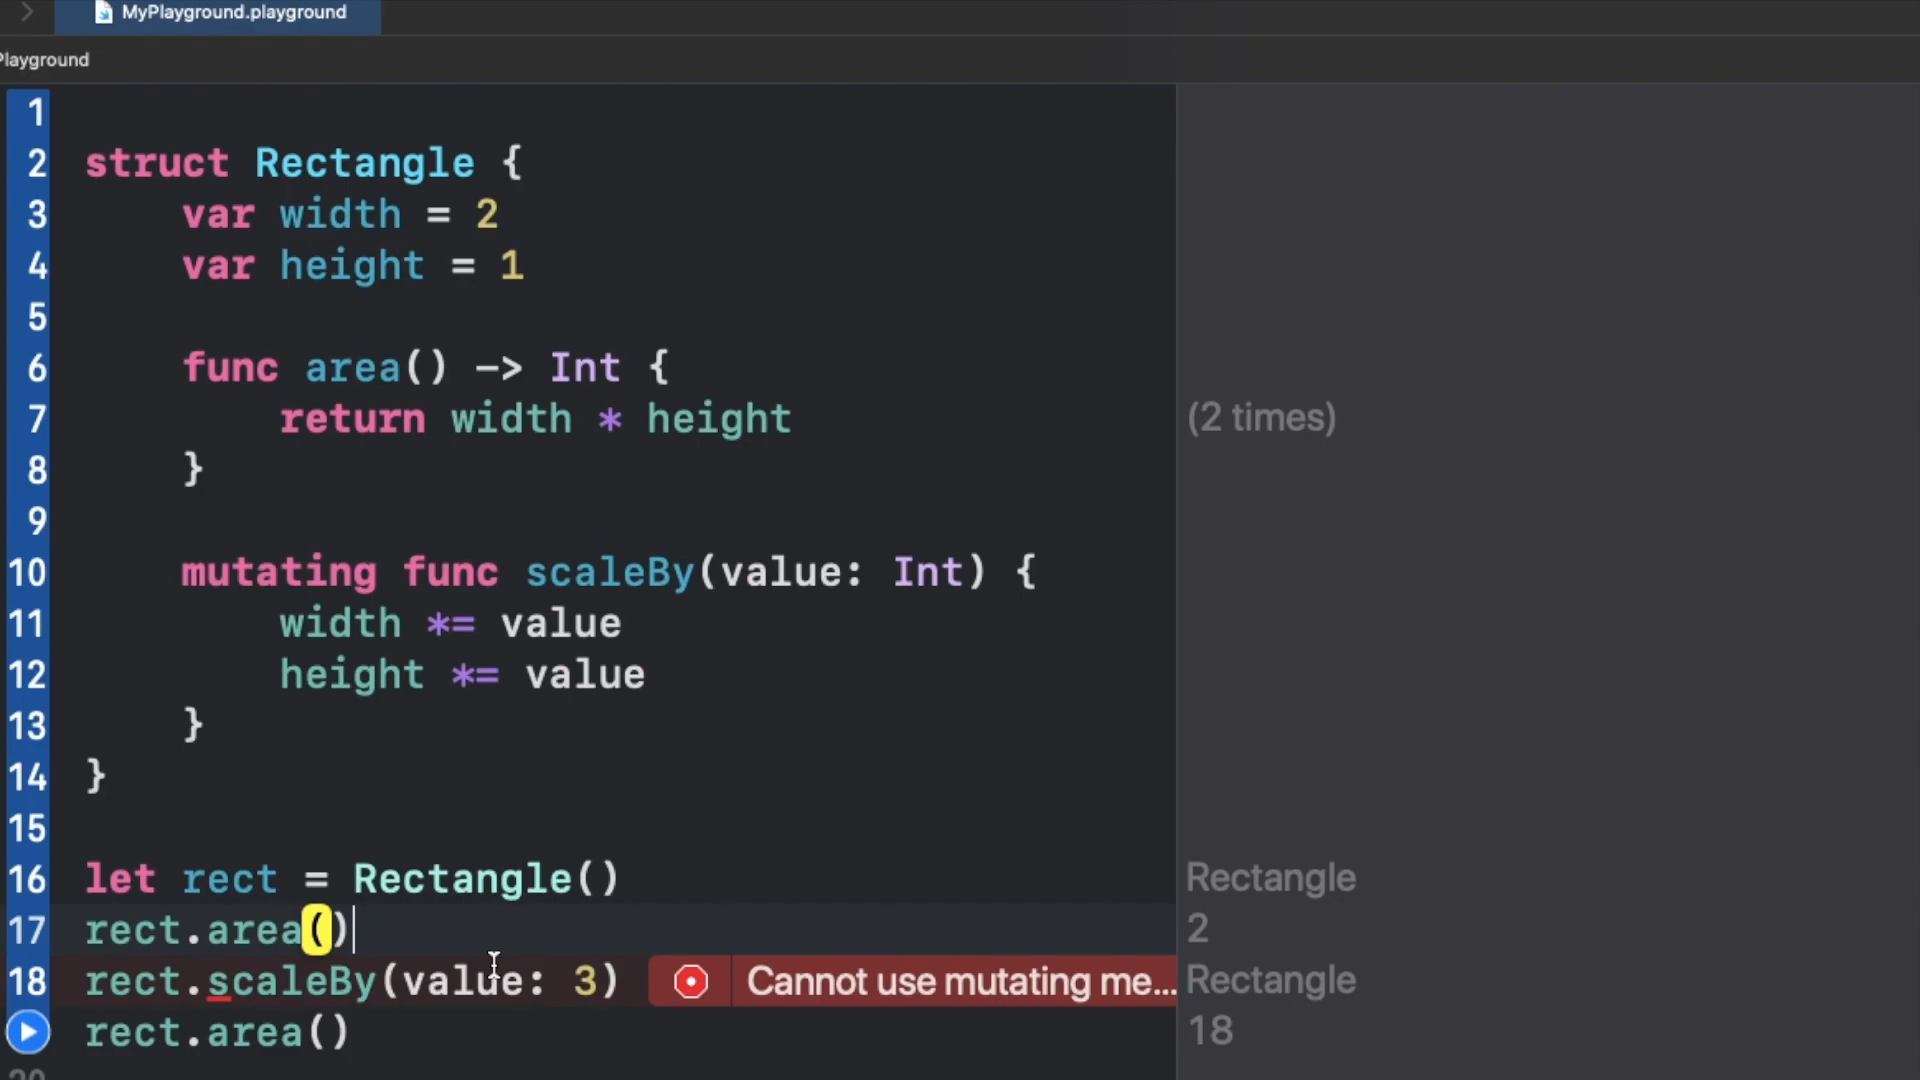 MyPlayground.playground
Playground
1
2 struct Rectangle {
3 var width = 2
4 var height = 1
5
6 func area() -> Int {
7 return width * height (2 times)
8 }
9
10 mutating func scaleBy(value: Int) {
11 width *= value
12 height *= value
13 }
14 }
15
16 let rect = Rectangle() Rectangle
17 rect.area() 2
18 rect.scaleBy(value: 3) Cannot use mutating me... Rectangle
rect.area() 18
20